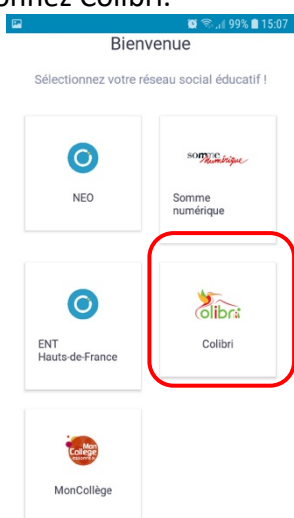 onnez Colibri.
99% 15:07
Bienvenue
Sélectionnez votre réseau social éducatif !
NEO
somme numérique
Somme
numérique
ENT
Hauts-de-France
Colibri
Colibri
Mon
Collège
MonCollège